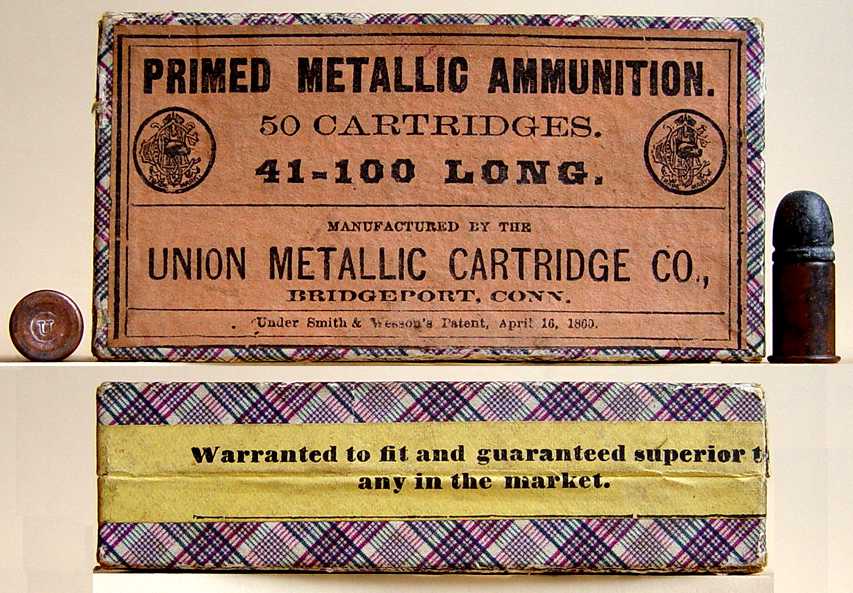 PRIMED METALLIC AMMUNITION.
50 CARTRIDGES.
41-100 LONG.
MANUFACTURED BY THE
UNION METALLIC CARTRIDGE CO.,
BRIDGEPORT, CONN.
Under Smith & Wesson's Patent, April 16, 1860.
U
Warranted to fit and guaranteed superior t
any in the market.